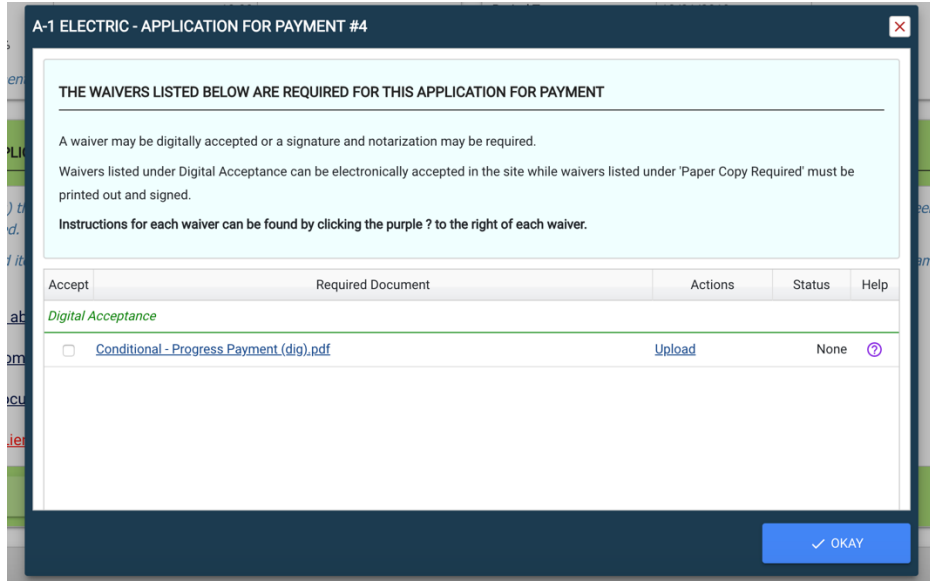 A-1 ELECTRIC - APPLICATION FOR PAYMENT #4
THE WAIVERS LISTED BELOW ARE REQUIRED FOR THIS APPLICATION FOR PAYMENT
A waiver may be digitally accepted or a signature and notarization may be required.
Waivers listed under Digital Acceptance can be electronically accepted in the site while waivers listed under 'Paper Copy Required' must be
printed out and signed.
Instructions for each waiver can be found by clicking the purple ? to the right of each waiver.
Accept Required Document Actions Status Help
Digital Acceptance
Conditional - Progress Payment (dig).pdf Upload None ?
OKAY